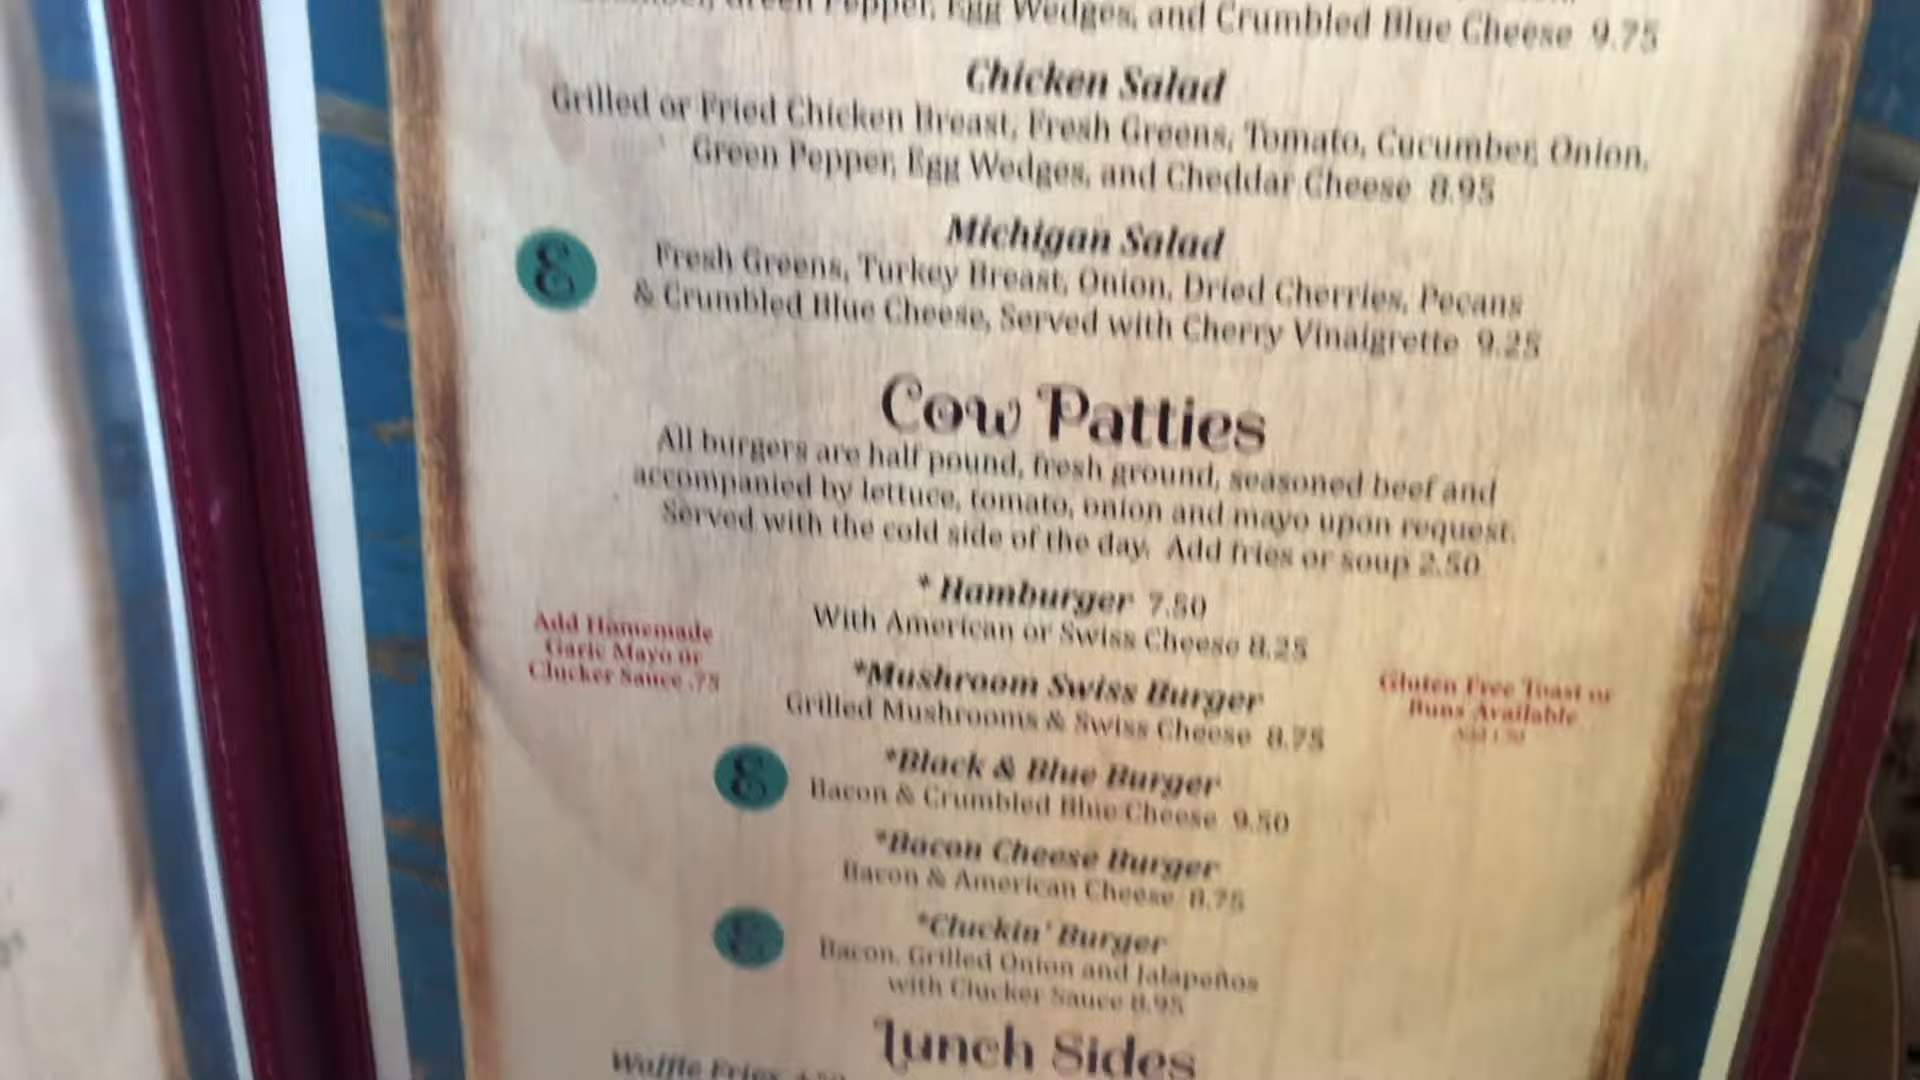 Green Pepper, Egg Wedges, and Crumbled Blue Cheese 9.75
Chicken Salad
Grilled or Fried Chicken Breast, Fresh Greens, Tomato, Cucumber, Onion,
Green Pepper, Egg Wedges, and Cheddar Cheese 8.95
Michigan Salad
Fresh Greens, Turkey Breast, Onion, Dried Cherries, Pecans
& Crumbled Blue Cheese, Served with Cherry Vinaigrette 9.25
Cow Patties
All burgers are half pound, fresh ground, seasoned beef and
accompanied by lettuce, tomato, onion and mayo upon request.
Served with the cold side of the day. Add fries or soup 2.50
* Hamburger 7.50
With American or Swiss Cheese 8.25
Add Homemade
Garic Mayo or
Clucker Sauce .75
*Mushroom Swiss Burger
Grilled Mushrooms & Swiss Cheese 8.75
Gluten Free Toast or
Buns Available
*Black & Blue Burger
Bacon & Crumbled Blue Cheese 9.50
*Bacon Cheese Burger
Bacon & American Cheese 8.75
*Cluckin' Burger
Bacon, Grilled Onion and Jalapeños
with Clucker Sauce 8.95
Lunch Sides
Waffle Fries